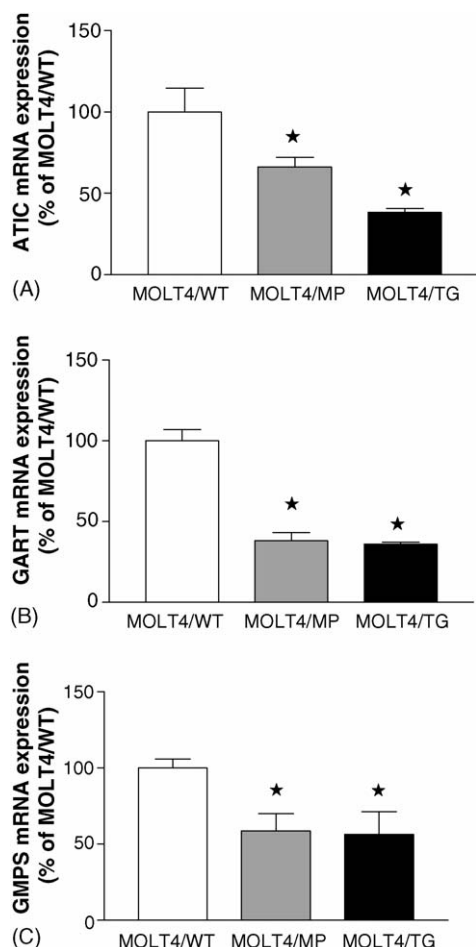 ATIC mRNA expression
(% of MOLT4/WT)
150
100
50
0
★
★
MOLT4/WT MOLT4/MP MOLT4/TG
(A)
GART mRNA expression
(% of MOLT4/WT)
150
100
50
0
★
★
MOLT4/WT MOLT4/MP MOLT4/TG
(B)
GMPS mRNA expression
(% of MOLT4/WT)
150
100
50
0
★ ★
MOLT4/WT MOLT4/MP MOLT4/TG
(C)